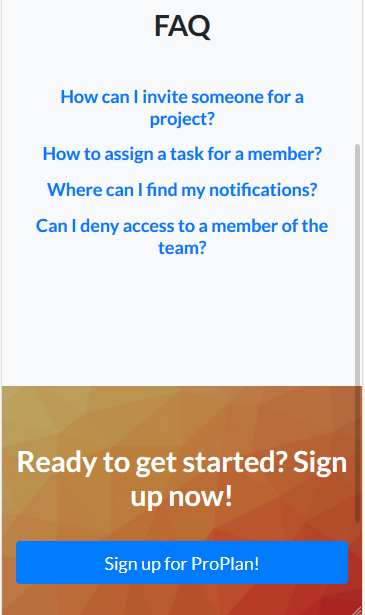 FAQ
How can I invite someone for a
project?
How to assign a task for a member?
Where can I find my notifications?
Can I deny access to a member of the
team?
Ready to get started? Sign
up now!
Sign up for ProPlan!